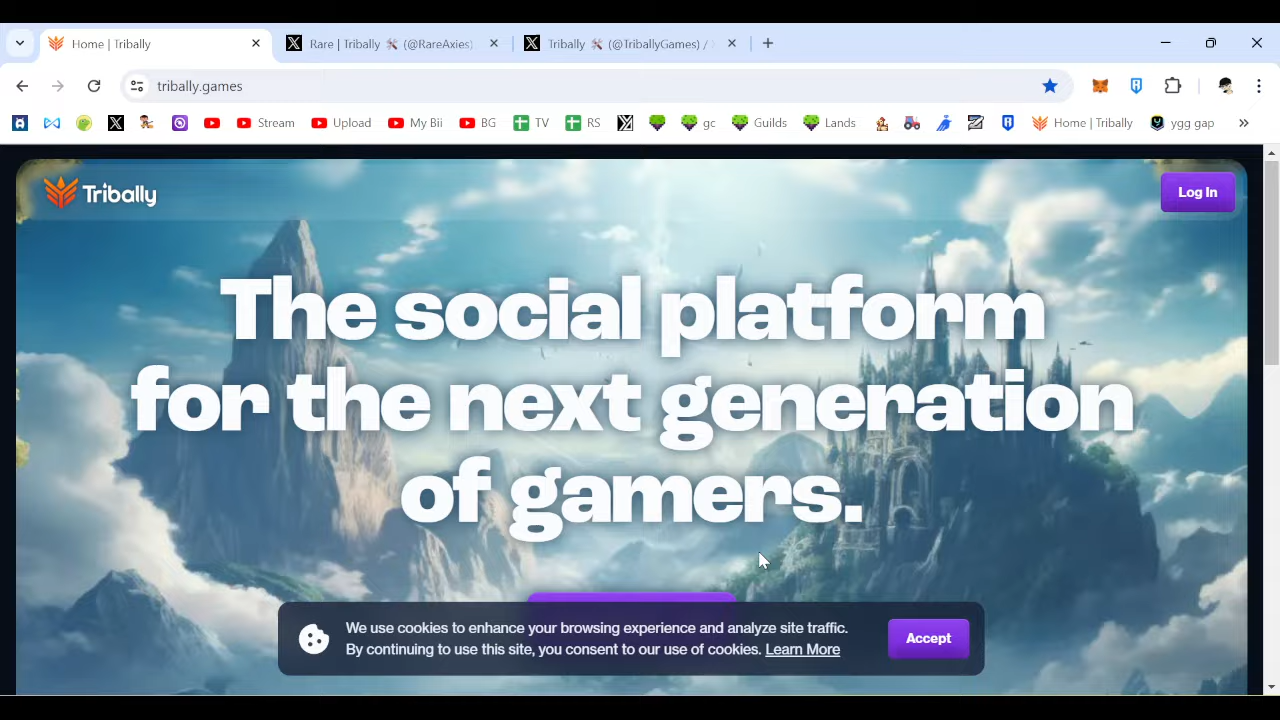 Home | Tribally
Rare | Tribally 🛠 (@RareAxies)
Tribally 🛠 (@TriballyGames) /
tribally.games
Stream
Upload
My Bii
BG
TV
RS
gc
Guilds
Lands
Home | Tribally
ygg gap
Tribally
Log In
The social platform
for the next generation
of gamers.
We use cookies to enhance your browsing experience and analyze site traffic.
By continuing to use this site, you consent to our use of cookies. Learn More
Accept